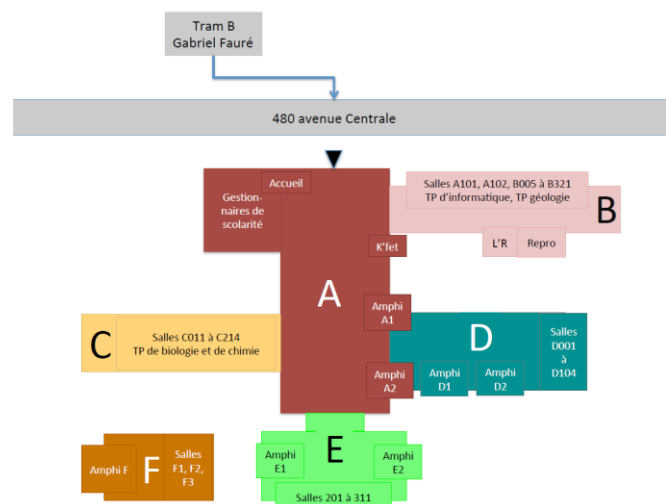 Tram B
Gabriel Fauré
480 avenue Centrale
Accueil
Gestion-
naires de
scolarité
Salles A101, A102, B005 à B321
TP d'informatique, TP géologie
B
K'fet
L'R
Repro
A
Amphi
A1
C
Salles C011 à C214
TP de biologie et de chimie
D
Salles
D001
à
D104
Amphi
A2
Amphi
D1
Amphi
D2
Amphi F
F
Salles
F1, F2,
F3
Amphi
E1
E
Amphi
E2
Salles 201 à 311